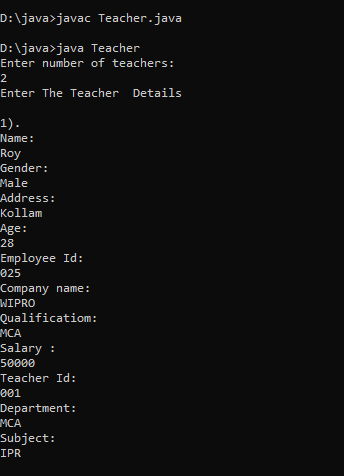 D:\java>javac Teacher.java
D:\java>java Teacher
Enter number of teachers:
2
Enter The Teacher  Details
1).
Name:
Roy
Gender:
Male
Address:
Kollam
Age:
28
Employee Id:
025
Company name:
WIPRO
Qualificatiom:
MCA
Salary :
50000
Teacher Id:
001
Department:
MCA
Subject:
IPR